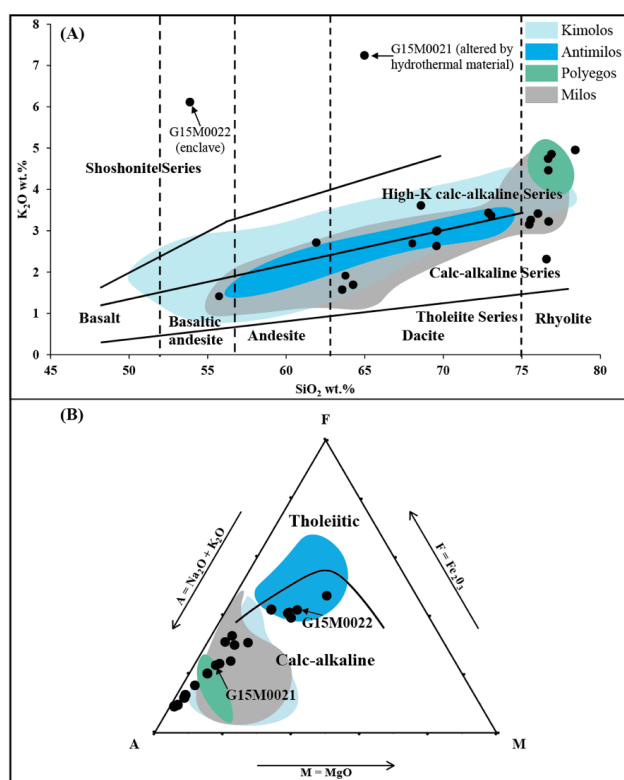 (A)
Kimolos
Antimilos
Polyegos
Milos
G15M0021 (altered by
hydrothermal material)
G15M0022
(enclave)
Shoshonite Series
High-K calc-alkaline Series
Calc-alkaline Series
Tholeiite Series
Basalt
Basaltic
andesite
Andesite
Dacite
Rhyolite
K₂O wt.%
8
7
6
5
4
3
2
1
0
45 50 55 60 65 70 75 80
SiO₂ wt.%
(B)
F
Tholeiitic
A = Na₂O + K₂O
F = Fe₂0₃
G15M0022
Calc-alkaline
G15M0021
A
M
M = MgO